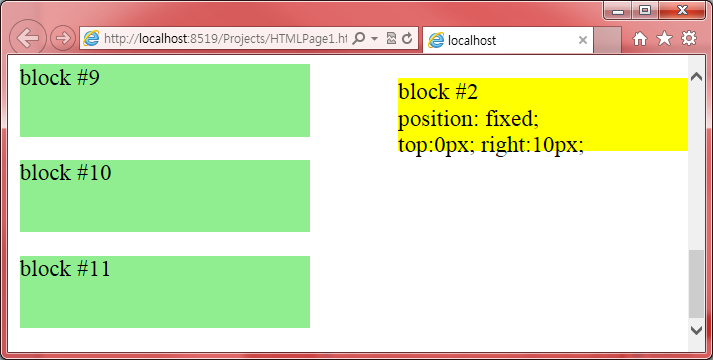 http://localhost:8519/Projects/HTMLPage1.ht
localhost
block #9
block #10
block #11
block #2
position: fixed;
top:0px; right:10px;